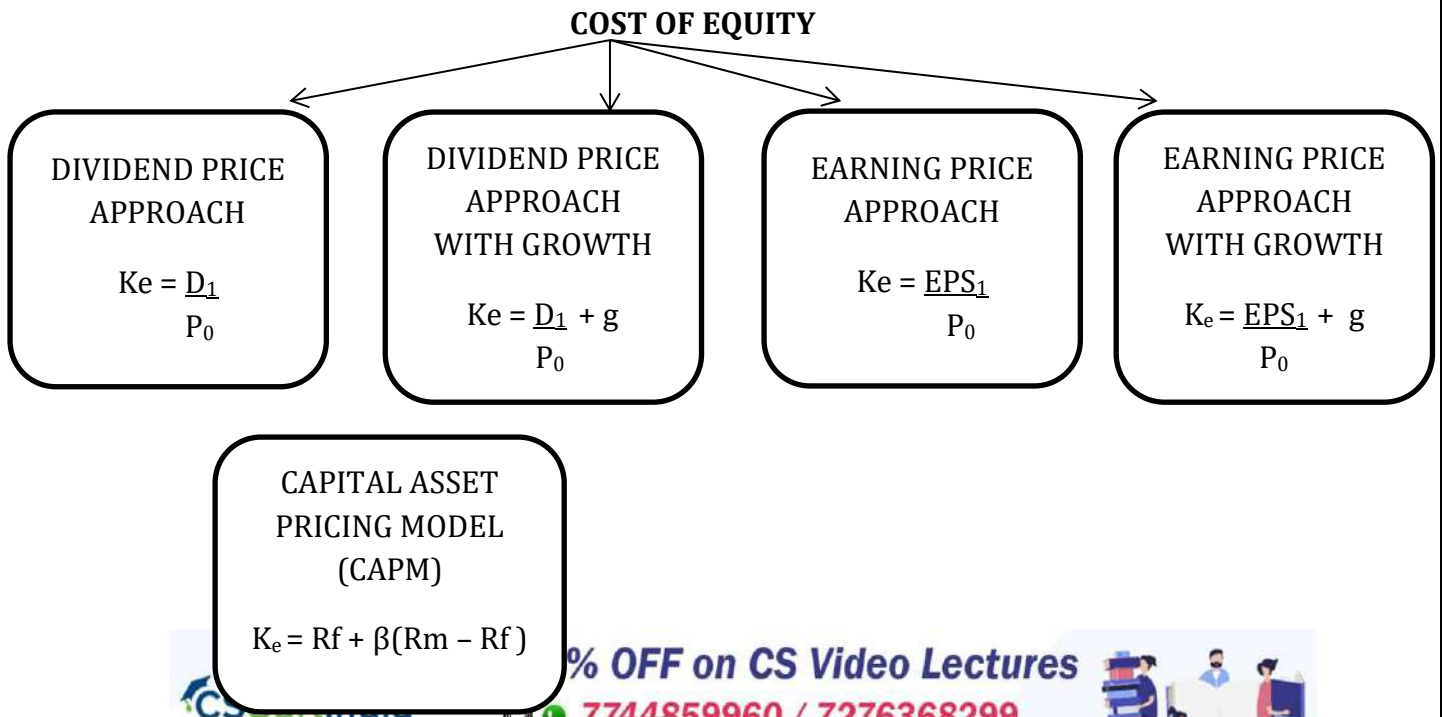 COST OF EQUITY
DIVIDEND PRICE
APPROACH
Ke = D₁
P₀
DIVIDEND PRICE
APPROACH
WITH GROWTH
Ke = D₁ + g
P₀
EARNING PRICE
APPROACH
Ke = EPS₁
P₀
EARNING PRICE
APPROACH
WITH GROWTH
Kₑ = EPS₁ + g
P₀
CAPITAL ASSET
PRICING MODEL
(CAPM)
Kₑ = Rf + β(Rm – Rf )
% OFF on CS Video Lectures
7744859960 / 7276368299